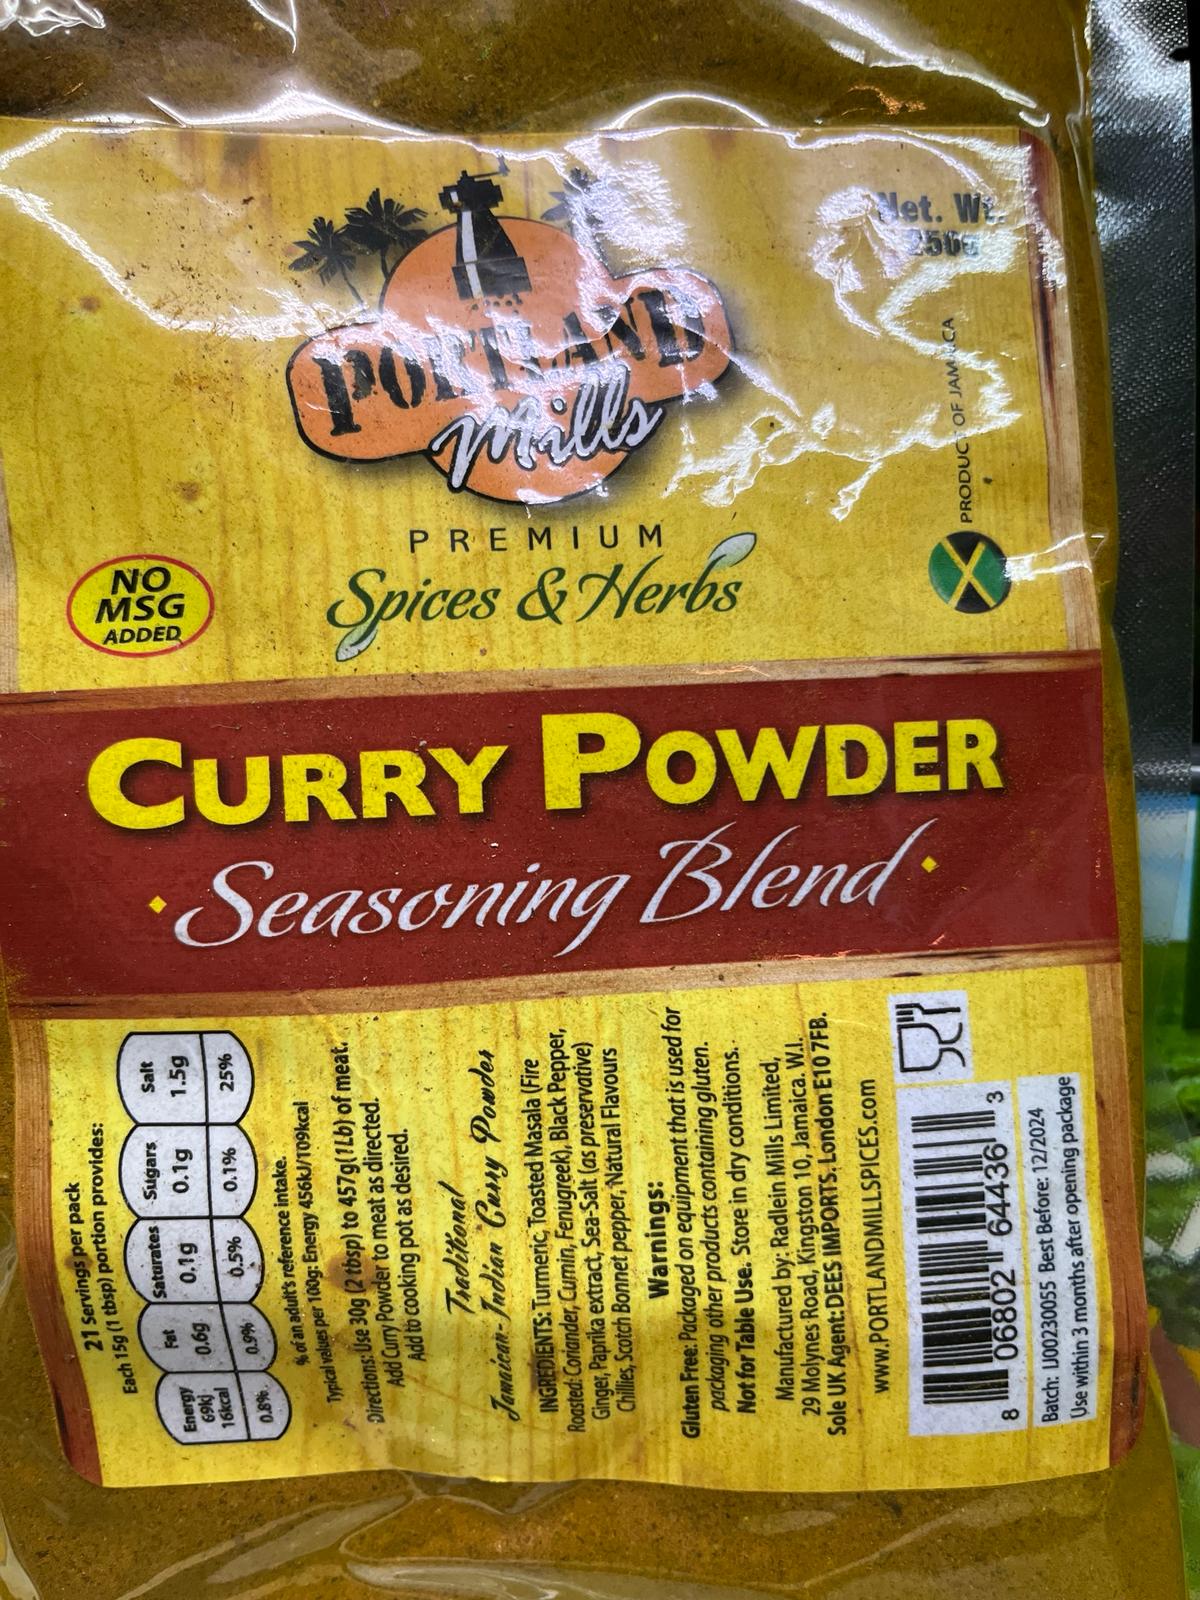 Net. Wt.
250g
PORTLAND
Mills
PREMIUM
Spices & Herbs
NO
MSG
ADDED
PRODUCT OF JAMAICA
CURRY POWDER
Seasoning Blend
21 Servings per pack
Each 15g (1 tbsp) portion provides:
Energy
69kj
16kcal
0.8%
Fat
0.6g
0.9%
Saturates
0.1g
0.5%
Sugars
0.1g
0.1%
Salt
1.5g
25%
% of an adult's reference intake.
Typical values per 100g: Energy 456kJ/109kcal
Directions: Use 30g (2 tbsp) to 457g(1Lb) of meat.
Add Curry Powder to meat as directed.
Add to cooking pot as desired.
Traditional
Jamaican-Indian Curry Powder
INGREDIENTS: Turmeric, Toasted Masala (Fire
Roasted: Coriander, Cumin, Fenugreek), Black Pepper,
Ginger, Paprika extract, Sea-Salt (as preservative)
Chillies, Scotch Bonnet pepper, Natural Flavours
Warnings:
Gluten Free: Packaged on equipment that is used for
packaging other products containing gluten.
Not for Table Use. Store in dry conditions.
Manufactured by: Radlein Mills Limited,
29 Molynes Road, Kingston 10, Jamaica. W.I.
Sole UK Agent: DEES IMPORTS. London E10 7FB.
www.PORTLANDMILLSPICES.com
8 06802 64436 3
Batch: U00230055 Best Before: 12/2024
Use within 3 months after opening package